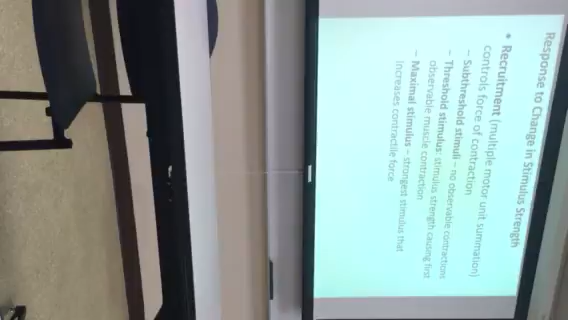 Response to Change in Stimulus Strength
• Recruitment (multiple motor unit summation)
controls force of contraction
– Subthreshold stimuli – no observable contractions
– Threshold stimulus: stimulus strength causing first
observable muscle contraction
– Maximal stimulus – strongest stimulus that
increases contractile force